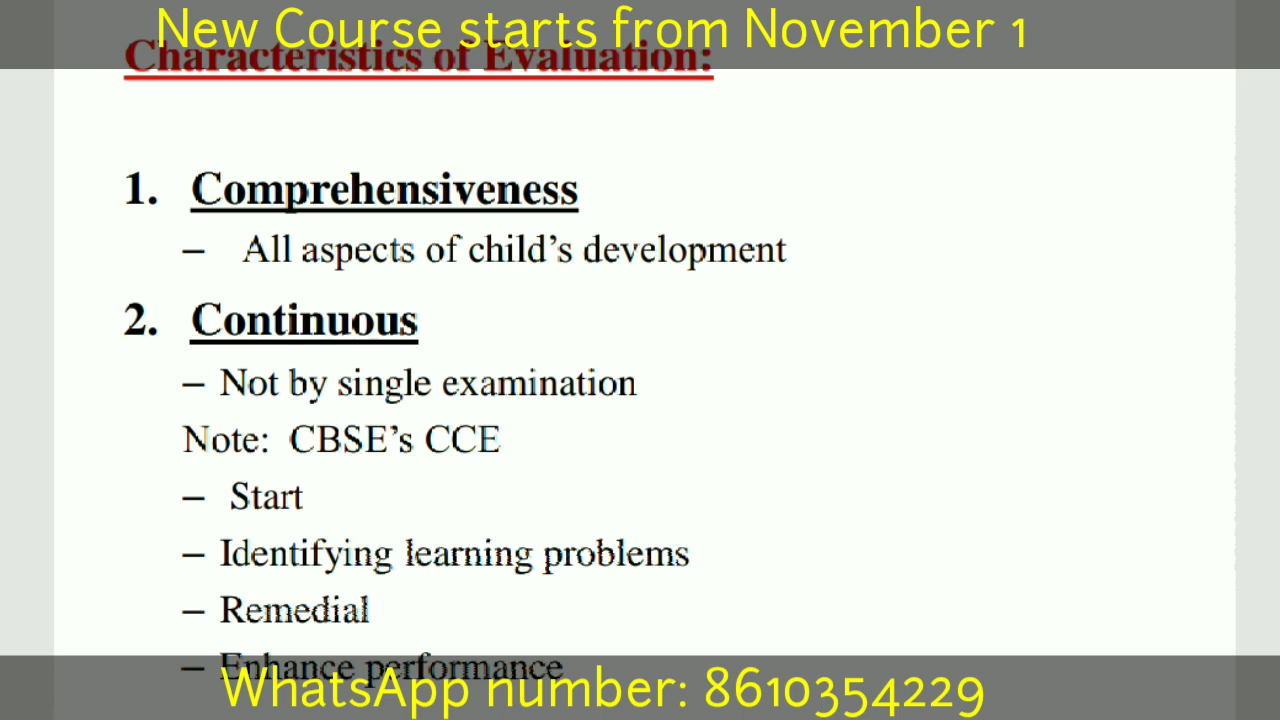 New Course starts from November 1
Characteristics of Evaluation:
1. Comprehensiveness
– All aspects of child’s development
2. Continuous
– Not by single examination
Note: CBSE’s CCE
– Start
– Identifying learning problems
– Remedial
– Enhance performance
WhatsApp number: 8610354229